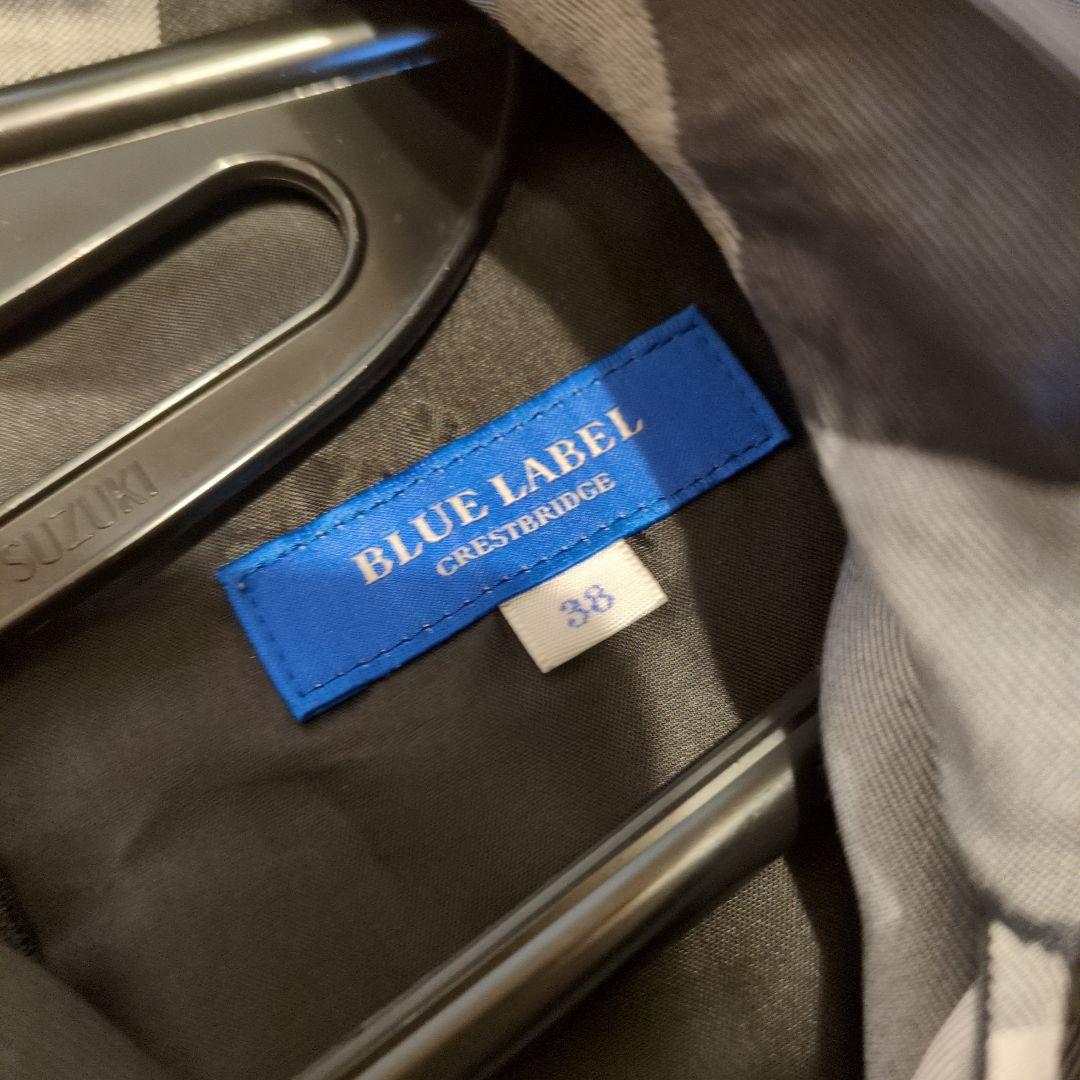 SUZUKI
BLUE LABEL
CRESTBRIDGE
38